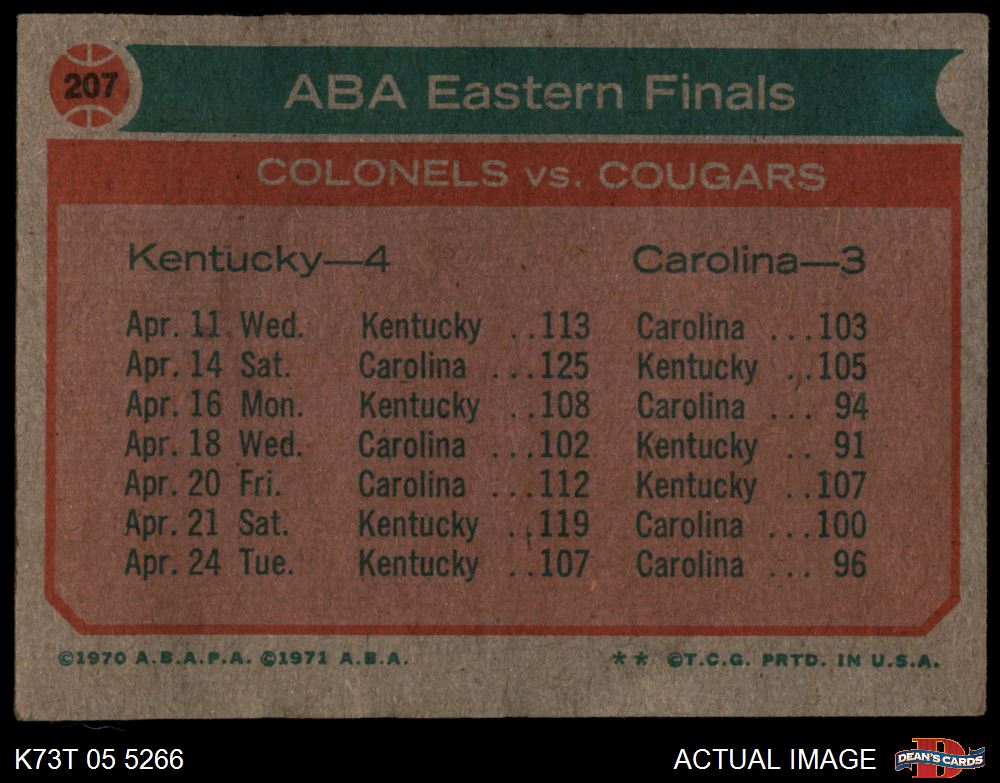 207
ABA Eastern Finals
COLONELS vs. COUGARS
Kentucky—4 Carolina—3
Apr. 11 Wed. Kentucky ..113 Carolina ...103
Apr. 14 Sat. Carolina ...125 Kentucky ..105
Apr. 16 Mon. Kentucky ..108 Carolina ... 94
Apr. 18 Wed. Carolina ...102 Kentucky .. 91
Apr. 20 Fri. Carolina ...112 Kentucky ..107
Apr. 21 Sat. Kentucky ..119 Carolina ...100
Apr. 24 Tue. Kentucky ..107 Carolina ... 96
©1970 A.B.A.P.A. ©1971 A.B.A. ** ©T.C.G. PRTD. IN U.S.A.
K73T 05 5266 ACTUAL IMAGE D DEAN'S CARDS